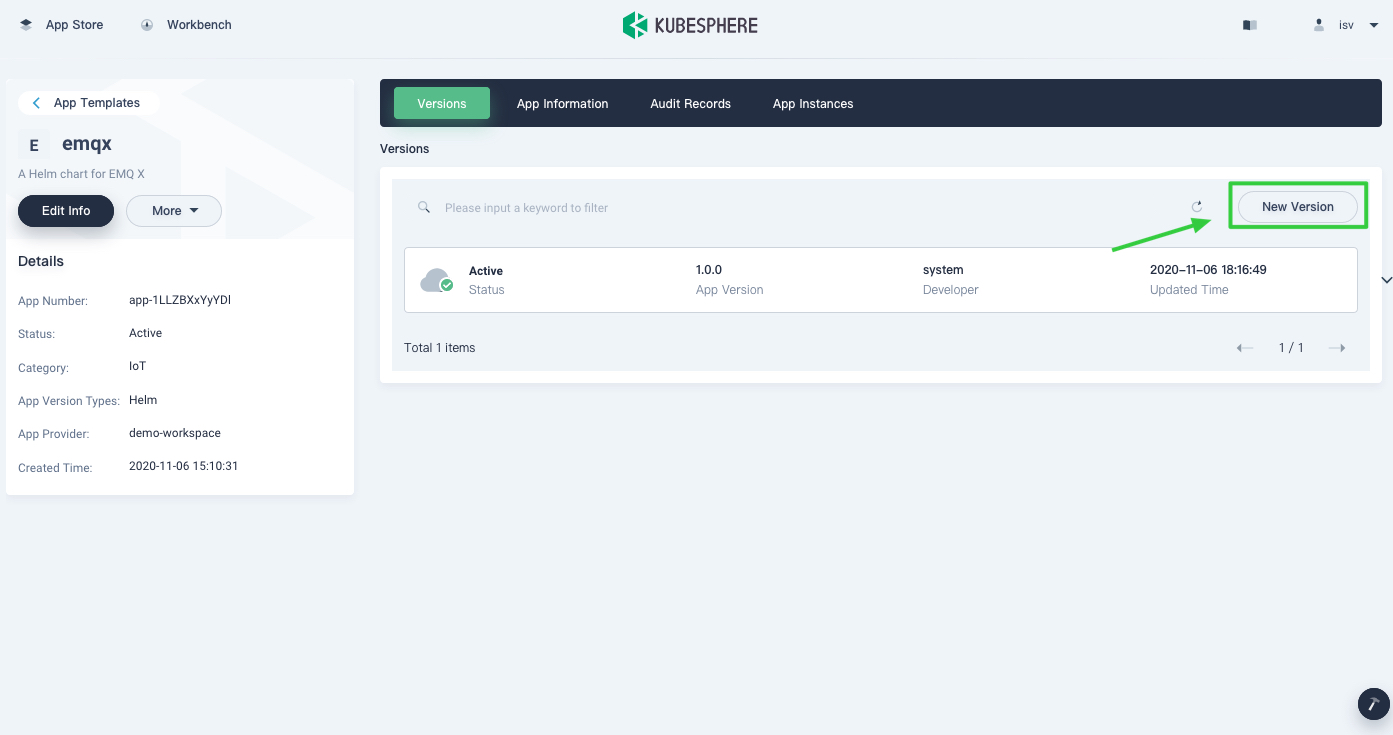 App Store Workbench KUBESPHERE isv
App Templates
E emqx
A Helm chart for EMQ X
Edit Info More
Details
App Number: app-1LLZBXxYyYDl
Status: Active
Category: IoT
App Version Types: Helm
App Provider: demo-workspace
Created Time: 2020-11-06 15:10:31
Versions App Information Audit Records App Instances
Versions
Please input a keyword to filter New Version
Active 1.0.0 system 2020-11-06 18:16:49
Status App Version Developer Updated Time
Total 1 items 1 / 1